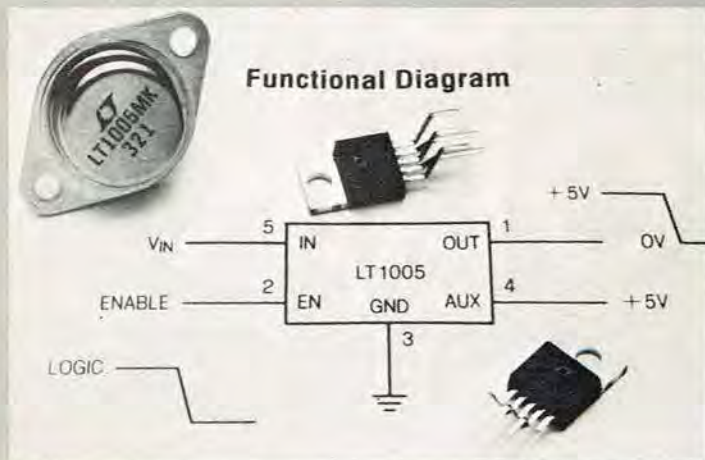 LT1005MK
321
Functional Diagram
+5V
5
1
VIN
IN
OUT
0V
LT1005
2
4
ENABLE
EN
GND
AUX
+5V
3
LOGIC